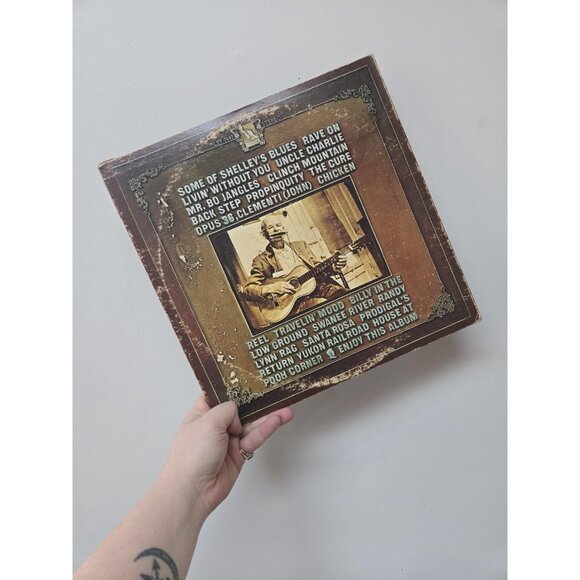 SOME OF SHELLEY'S BLUES RAVE ON
LIVIN' WITHOUT YOU UNCLE CHARLIE
MR. BO JANGLES CLINCH MOUNTAIN
BACK STEP PROPINQUITY THE CURE
OPUS 36 CLEMENTI (JOHN) CHICKEN
REEL TRAVELIN' MOOD BILLY IN THE
LOW GROUND SWANEE RIVER RANDY
LYNN RAG SANTA ROSA PRODIGAL'S
RETURN YUKON RAILROAD HOUSE AT
POOH CORNER ENJOY THIS ALBUM